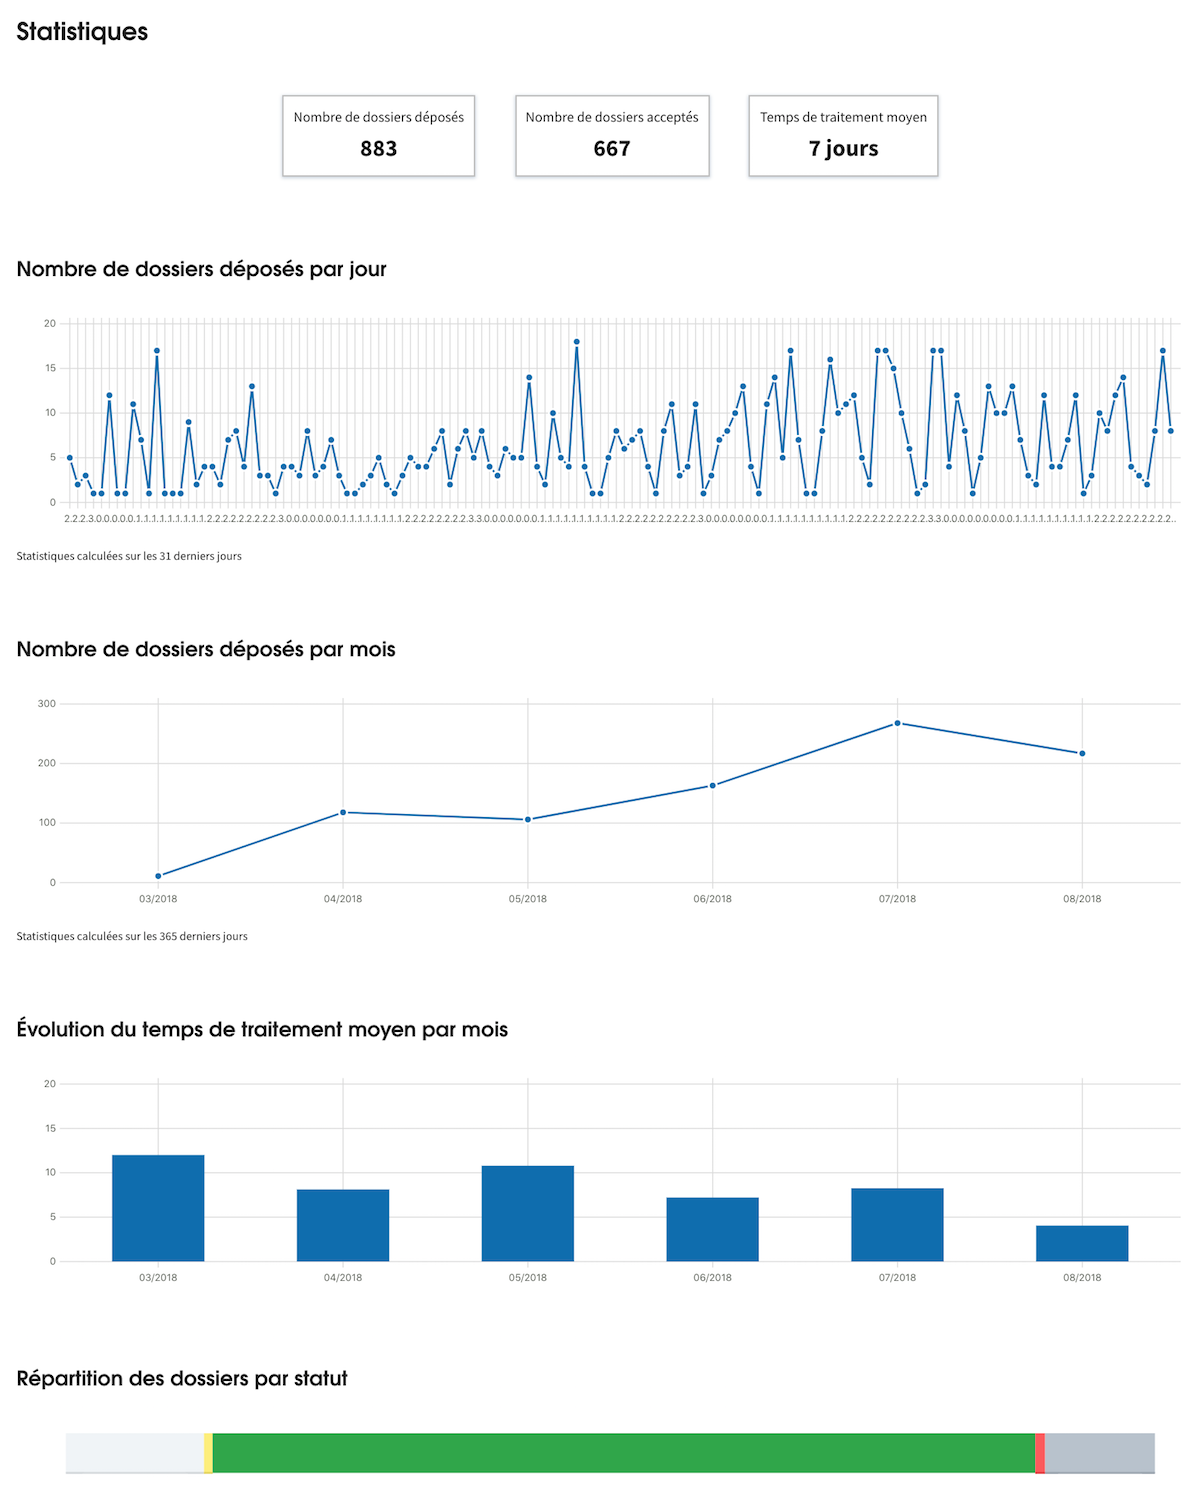 Statistiques
Nombre de dossiers déposés
883
Nombre de dossiers acceptés
667
Temps de traitement moyen
7 jours
Nombre de dossiers déposés par jour
20
15
10
5
0
Statistiques calculées sur les 31 derniers jours
Nombre de dossiers déposés par mois
300
200
100
0
03/2018 04/2018 05/2018 06/2018 07/2018 08/2018
Statistiques calculées sur les 365 derniers jours
Évolution du temps de traitement moyen par mois
20
15
10
5
0
03/2018 04/2018 05/2018 06/2018 07/2018 08/2018
Répartition des dossiers par statut